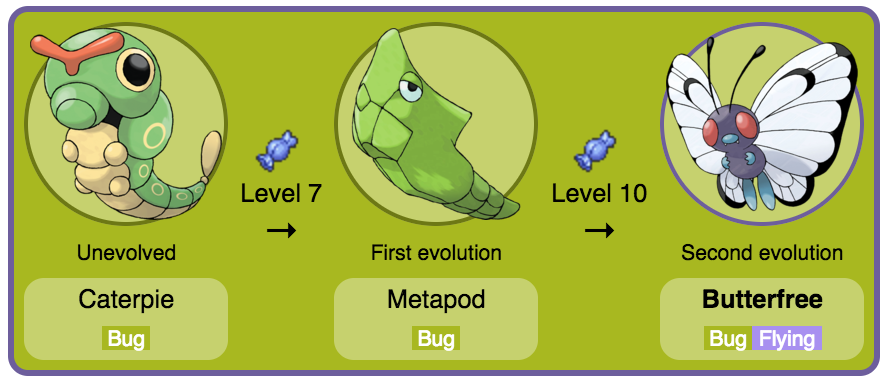 Level 7
→
Level 10
→
Unevolved
First evolution
Second evolution
Caterpie
Metapod
Butterfree
Bug
Bug
Bug Flying